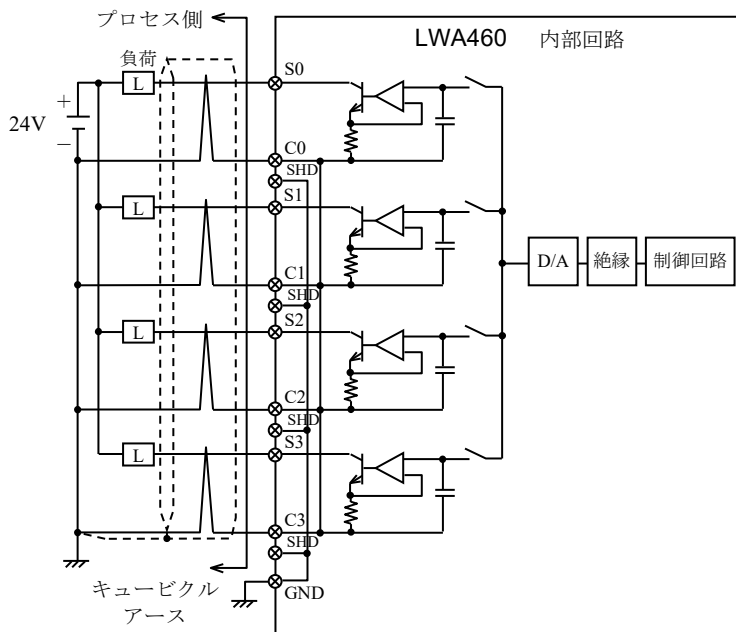 プロセス側
LWA460 内部回路
負荷
L
S0
+
24V
−
C0
SHD
L
S1
D/A
絶縁
制御回路
C1
SHD
L
S2
C2
SHD
L
S3
C3
SHD
キュービクル
アース
GND